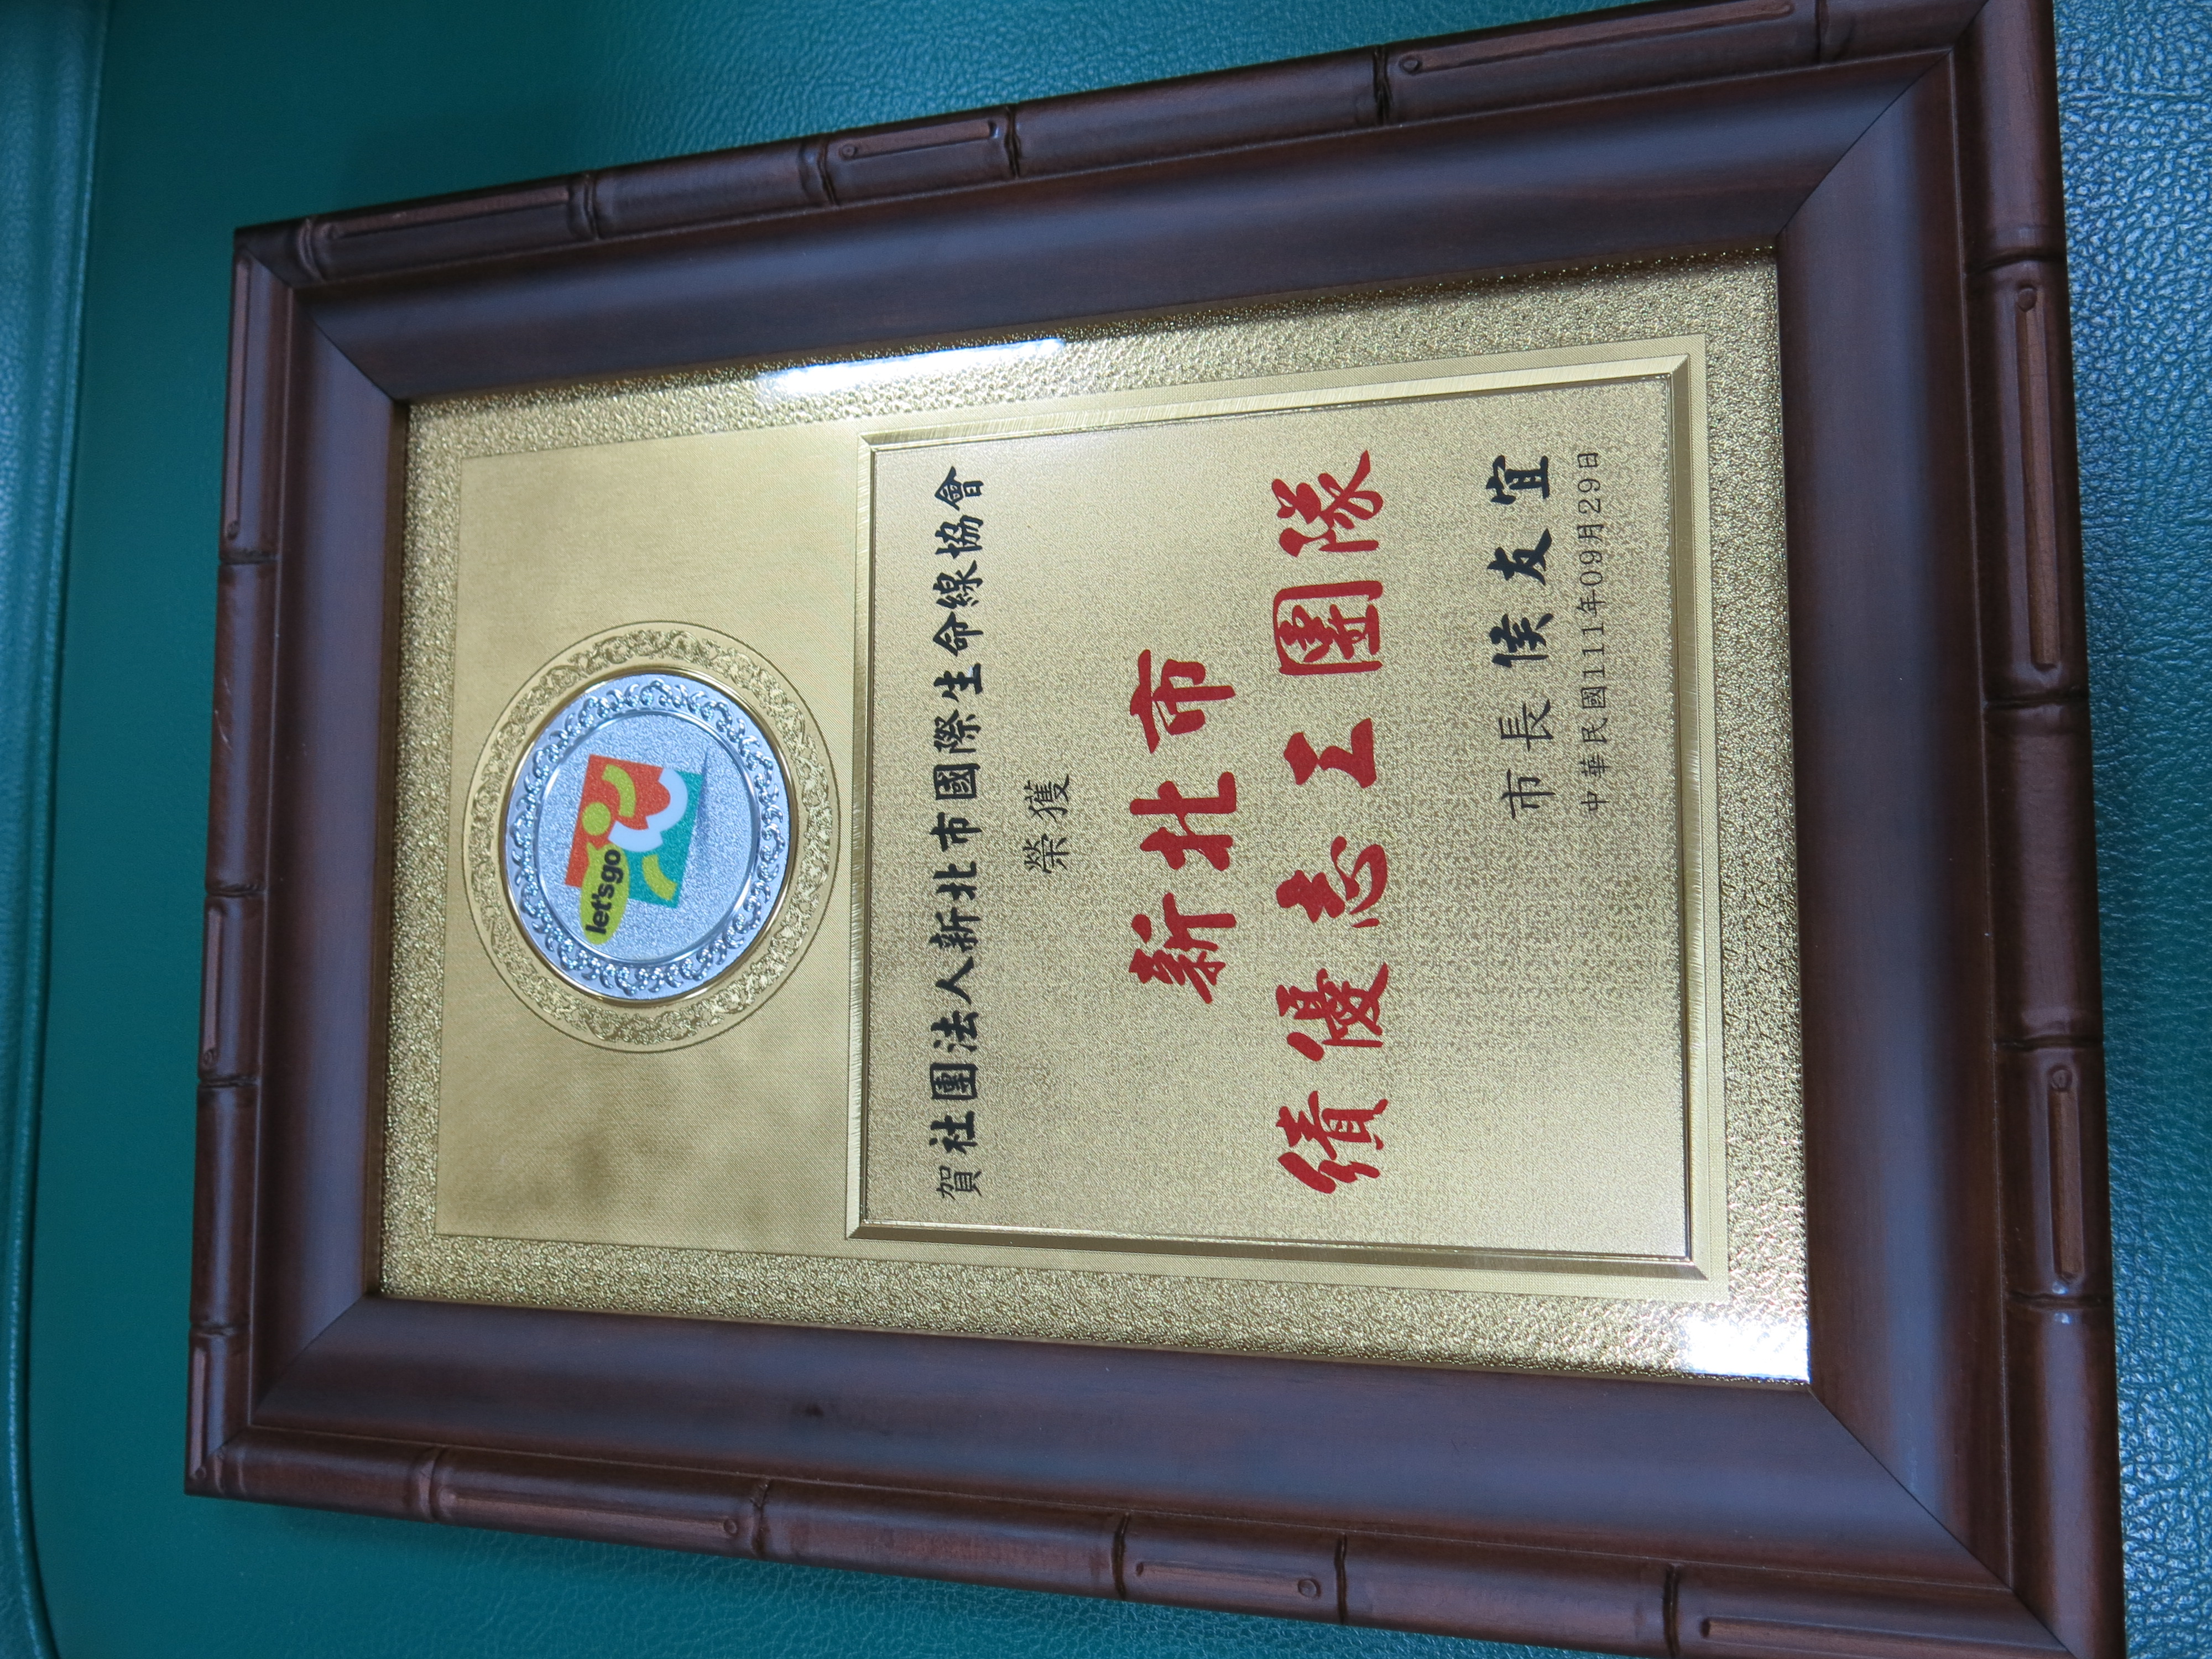 let's go
賀社團法人新北市國際生命線協會
榮獲
新北市
績優志工團隊
市長侯友宜
中華民國111年09月29日